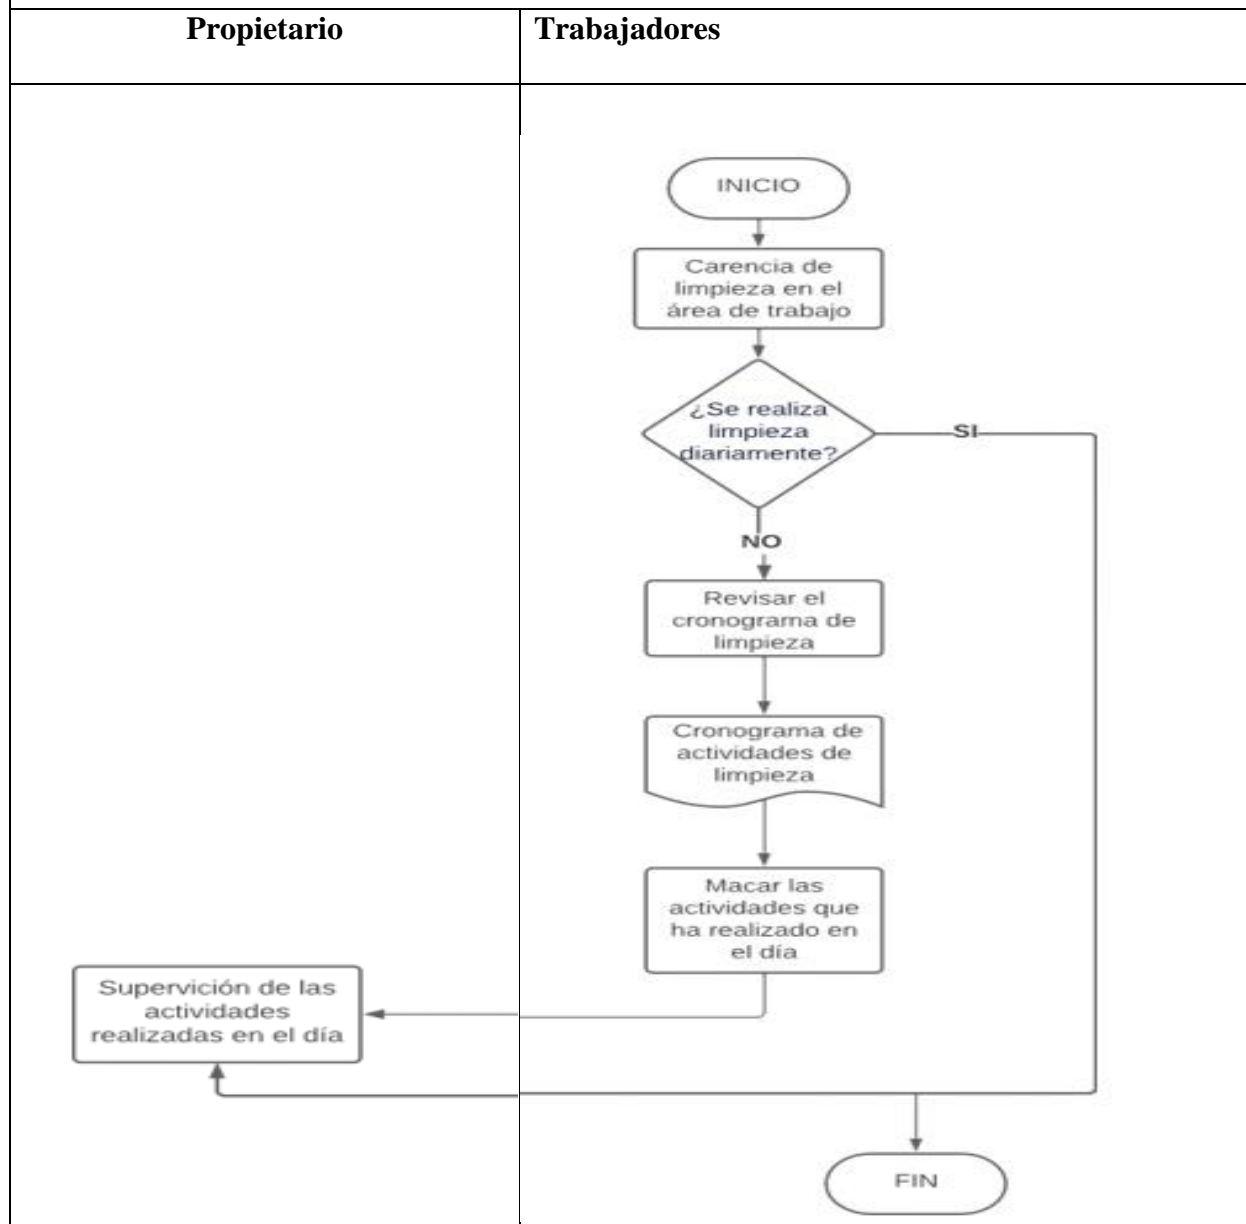 Propietario
Trabajadores
INICIO
Carencia de
limpieza en el
área de trabajo
¿Se realiza
limpieza
diariamente?
SI
NO
Revisar el
cronograma de
limpieza
Cronograma de
actividades de
limpieza
Macar las
actividades que
ha realizado en
el día
Supervición de las
actividades
realizadas en el día
FIN